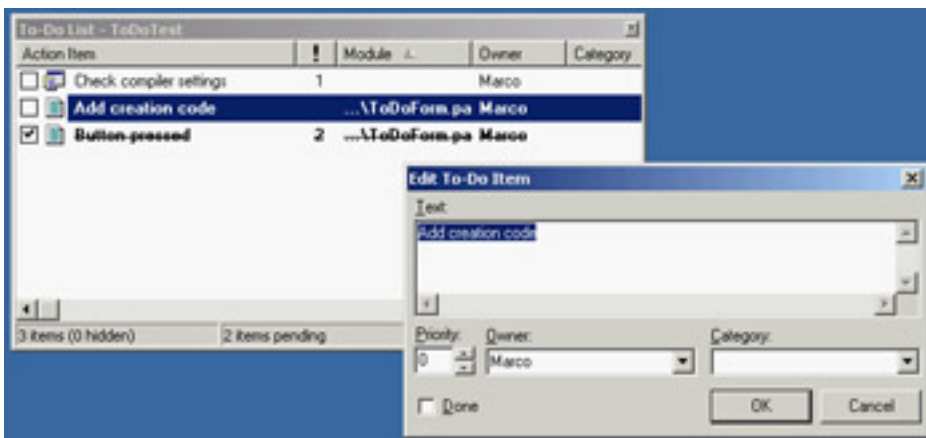 To-Do List - ToDoTest
Action Item ! Module Owner Category
Check compiler settings 1 Marco
Add creation code ...\ToDoForm.pa Marco
Button pressed 2 ...\ToDoForm.pa Marco
3 items (0 hidden) 2 items pending
Edit To-Do Item
Text:
Add creation code
Priority: Owner: Category:
0 Marco
Done OK Cancel